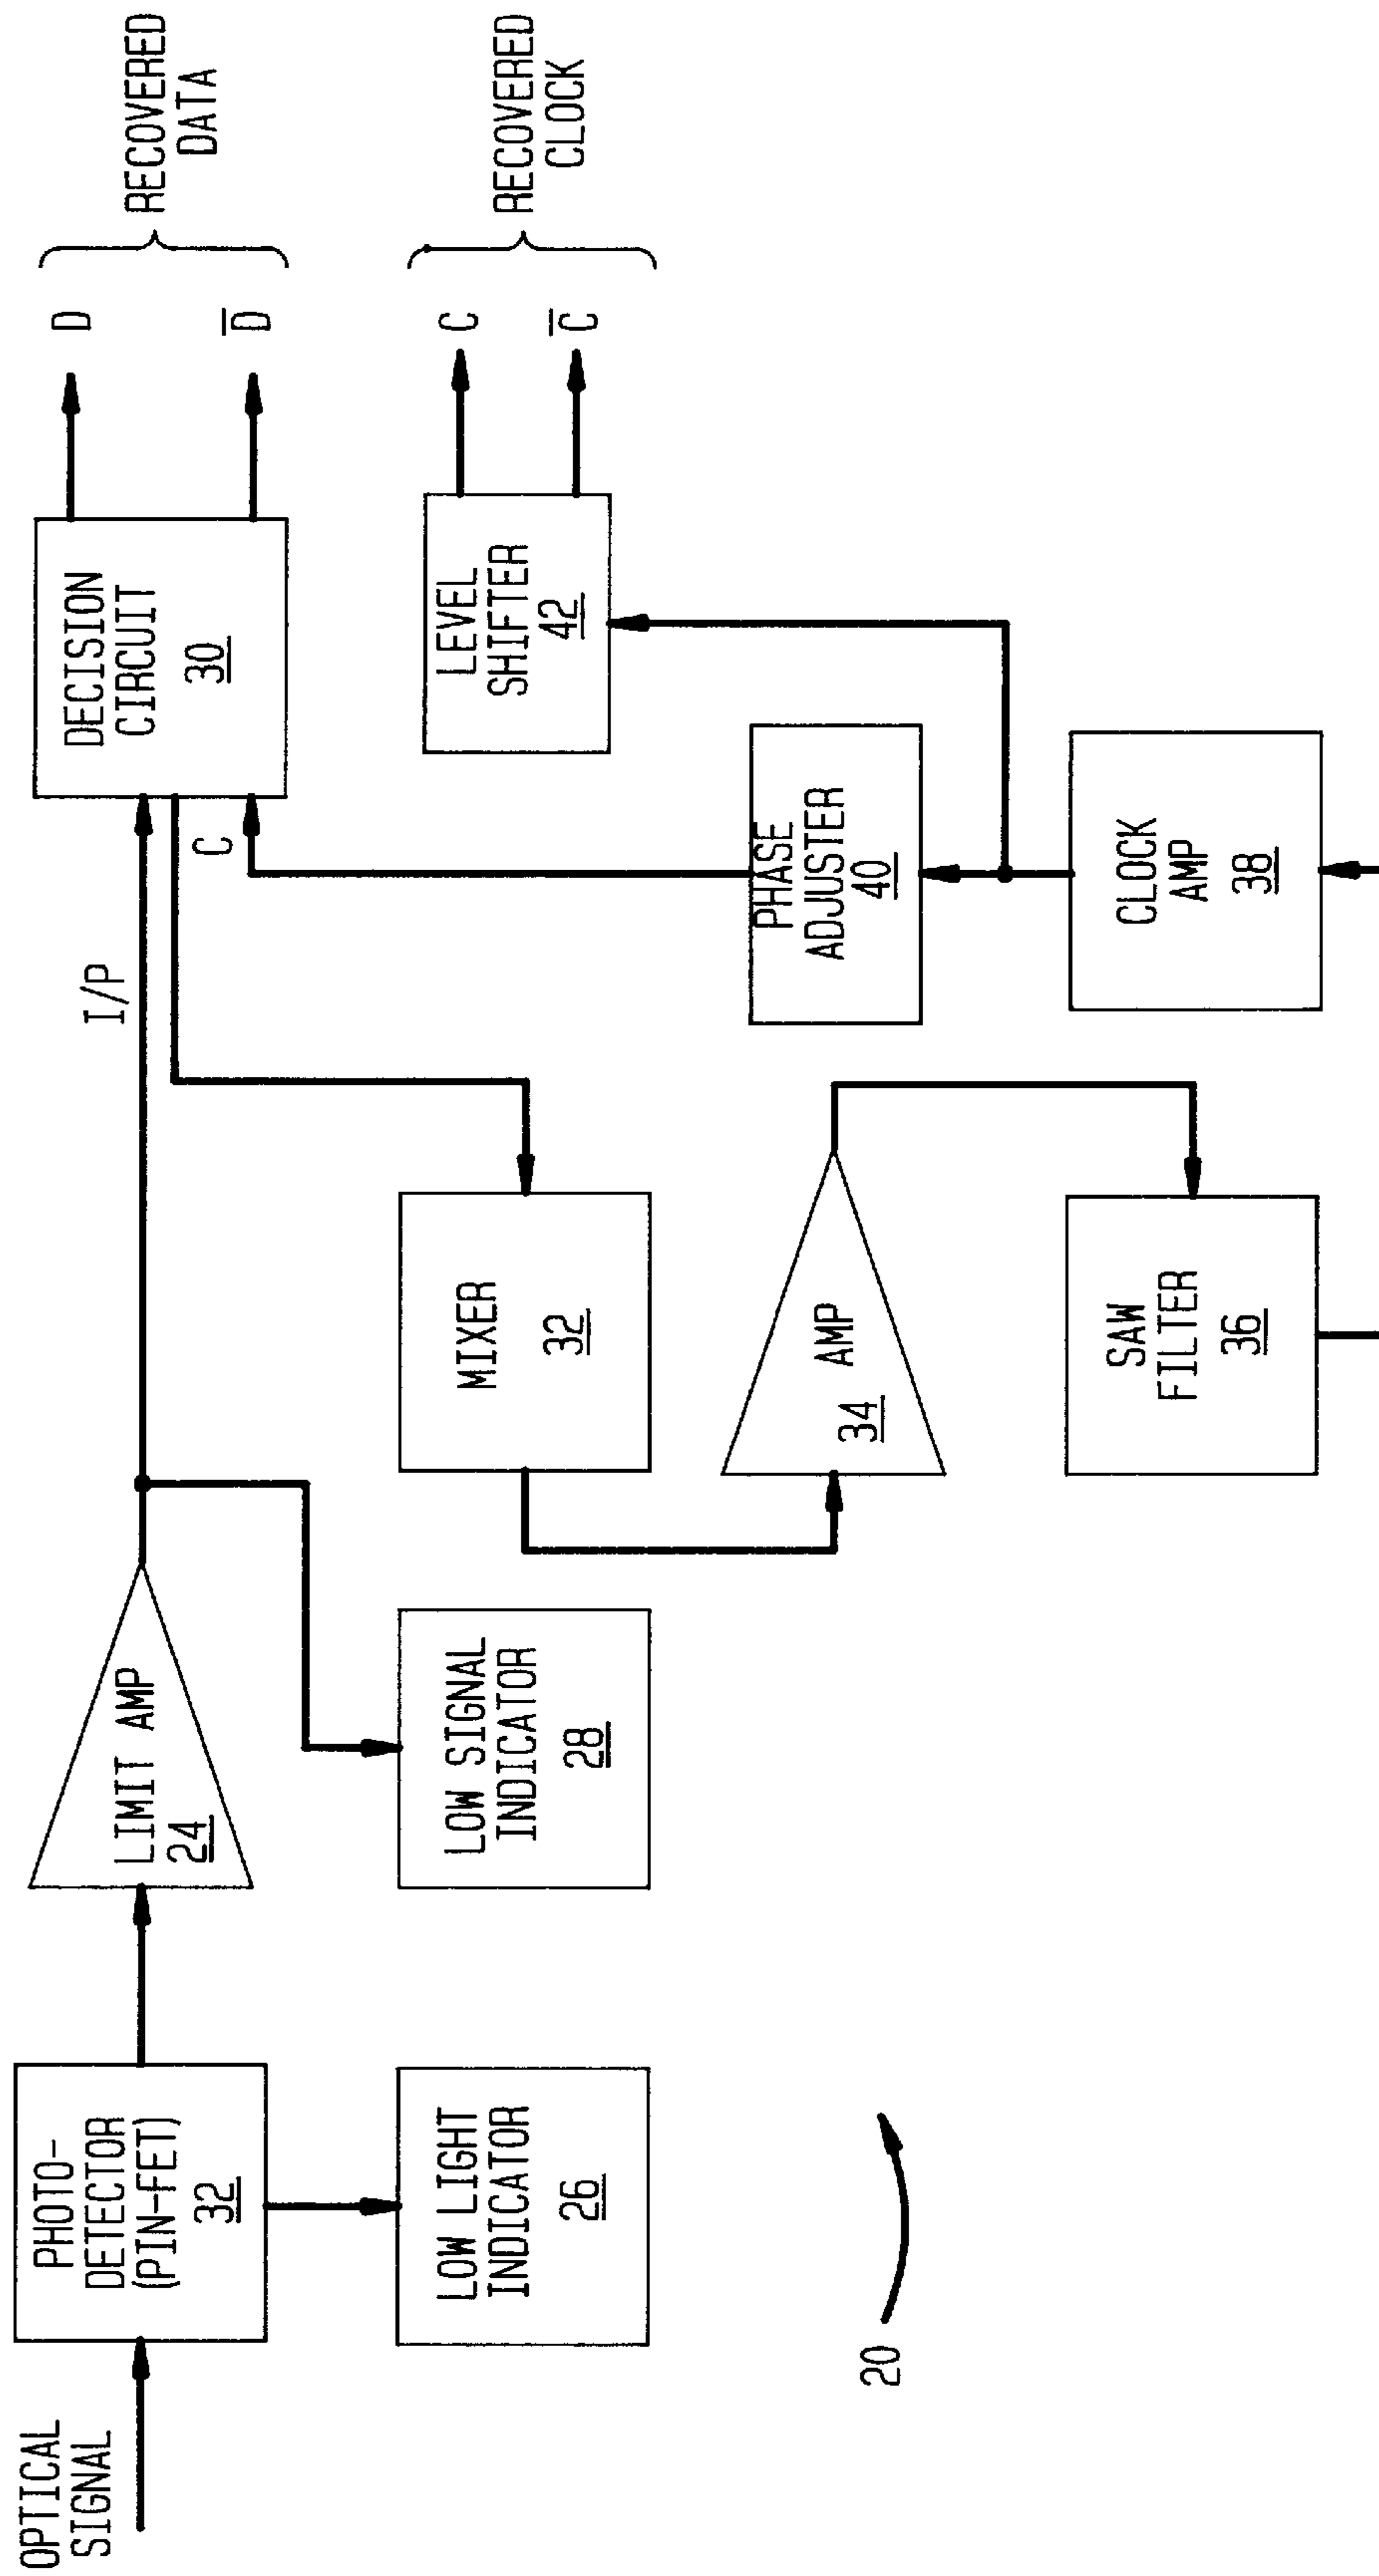 OPTICAL
SIGNAL
PHOTO-
DETECTOR
(PIN-FET)
32
LOW LIGHT
INDICATOR
26
LIMIT AMP
24
LOW SIGNAL
INDICATOR
28
I/P
C
DECISION
CIRCUIT
30
D
D̅
RECOVERED
DATA
MIXER
32
AMP
34
SAW
FILTER
36
CLOCK
AMP
38
PHASE
ADJUSTER
40
LEVEL
SHIFTER
42
C
C̅
RECOVERED
CLOCK
20